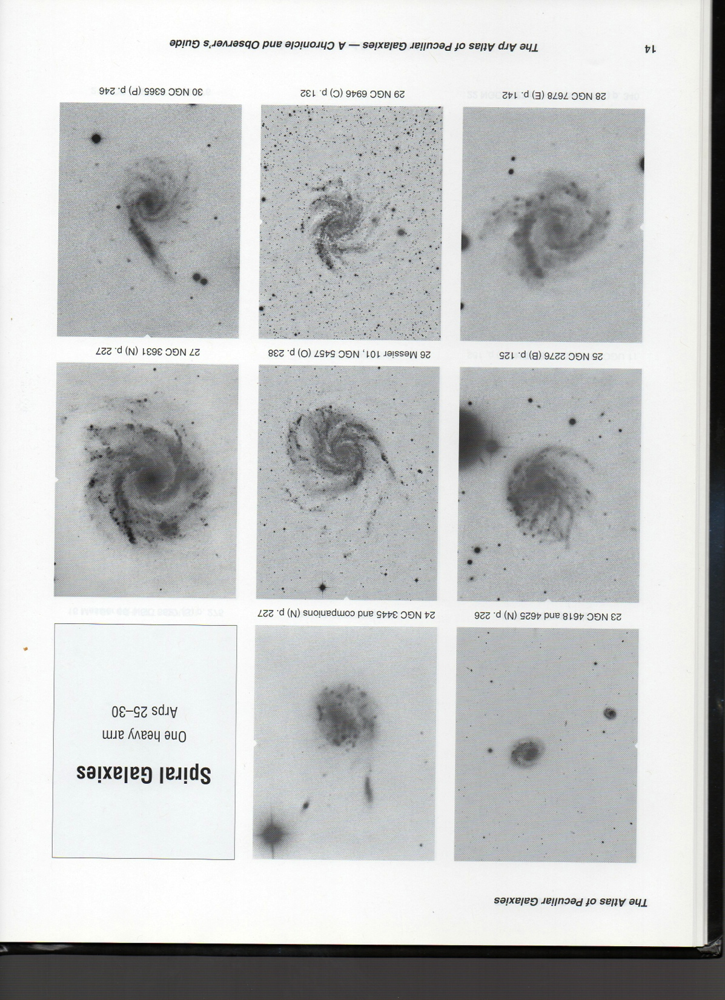 The Atlas of Peculiar Galaxies
23 NGC 4618 and 4625 (N) p. 226
24 NGC 3445 and companions (N) p. 227
Spiral Galaxies
One heavy arm
Arps 25–30
25 NGC 2276 (B) p. 125
26 Messier 101, NGC 5457 (O) p. 238
27 NGC 3631 (N) p. 227
28 NGC 7678 (E) p. 142
29 NGC 6946 (C) p. 132
30 NGC 6365 (P) p. 246
14
The Arp Atlas of Peculiar Galaxies — A Chronicle and Observer's Guide